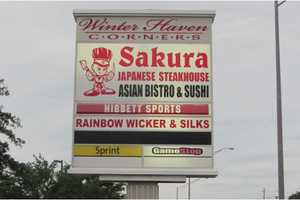 Winter Haven
CORNERS
Sakura
JAPANESE STEAKHOUSE
ASIAN BISTRO & SUSHI
HIBBETT SPORTS
RAINBOW WICKER & SILKS
Sprint
GameStop